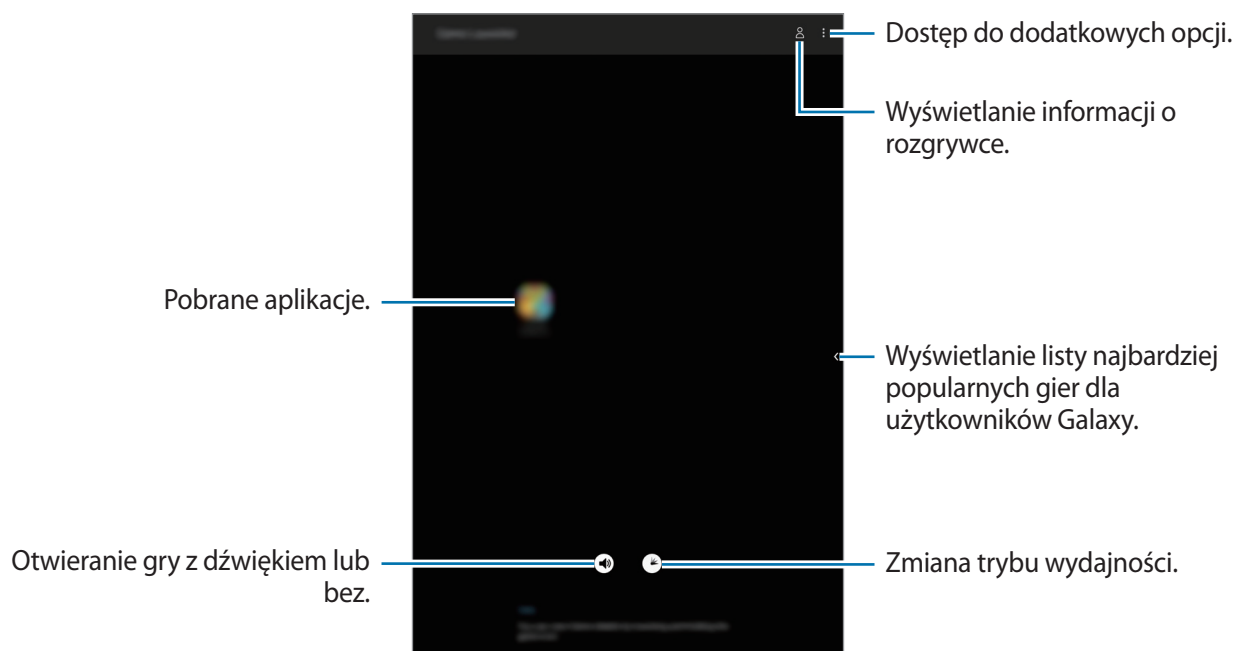 Dostęp do dodatkowych opcji.
Wyświetlanie informacji o
rozgrywce.
Pobrane aplikacje.
Wyświetlanie listy najbardziej
popularnych gier dla
użytkowników Galaxy.
Otwieranie gry z dźwiękiem lub
bez.
Zmiana trybu wydajności.